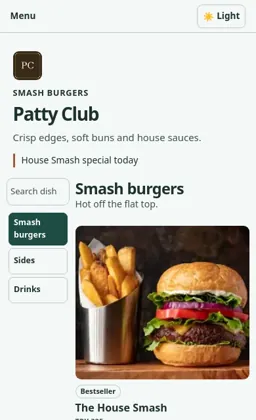 Menu
Light
PC
SMASH BURGERS
Patty Club
Crisp edges, soft buns and house sauces.
House Smash special today
Search dish
Smash burgers
Sides
Drinks
Smash burgers
Hot off the flat top.
Bestseller
The House Smash